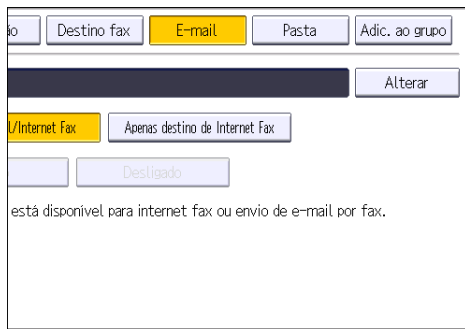 ão Destino fax E-mail Pasta Adic. ao grupo
Alterar
l/Internet Fax Apenas destino de Internet Fax
Desligado
está disponível para internet fax ou envio de e-mail por fax.